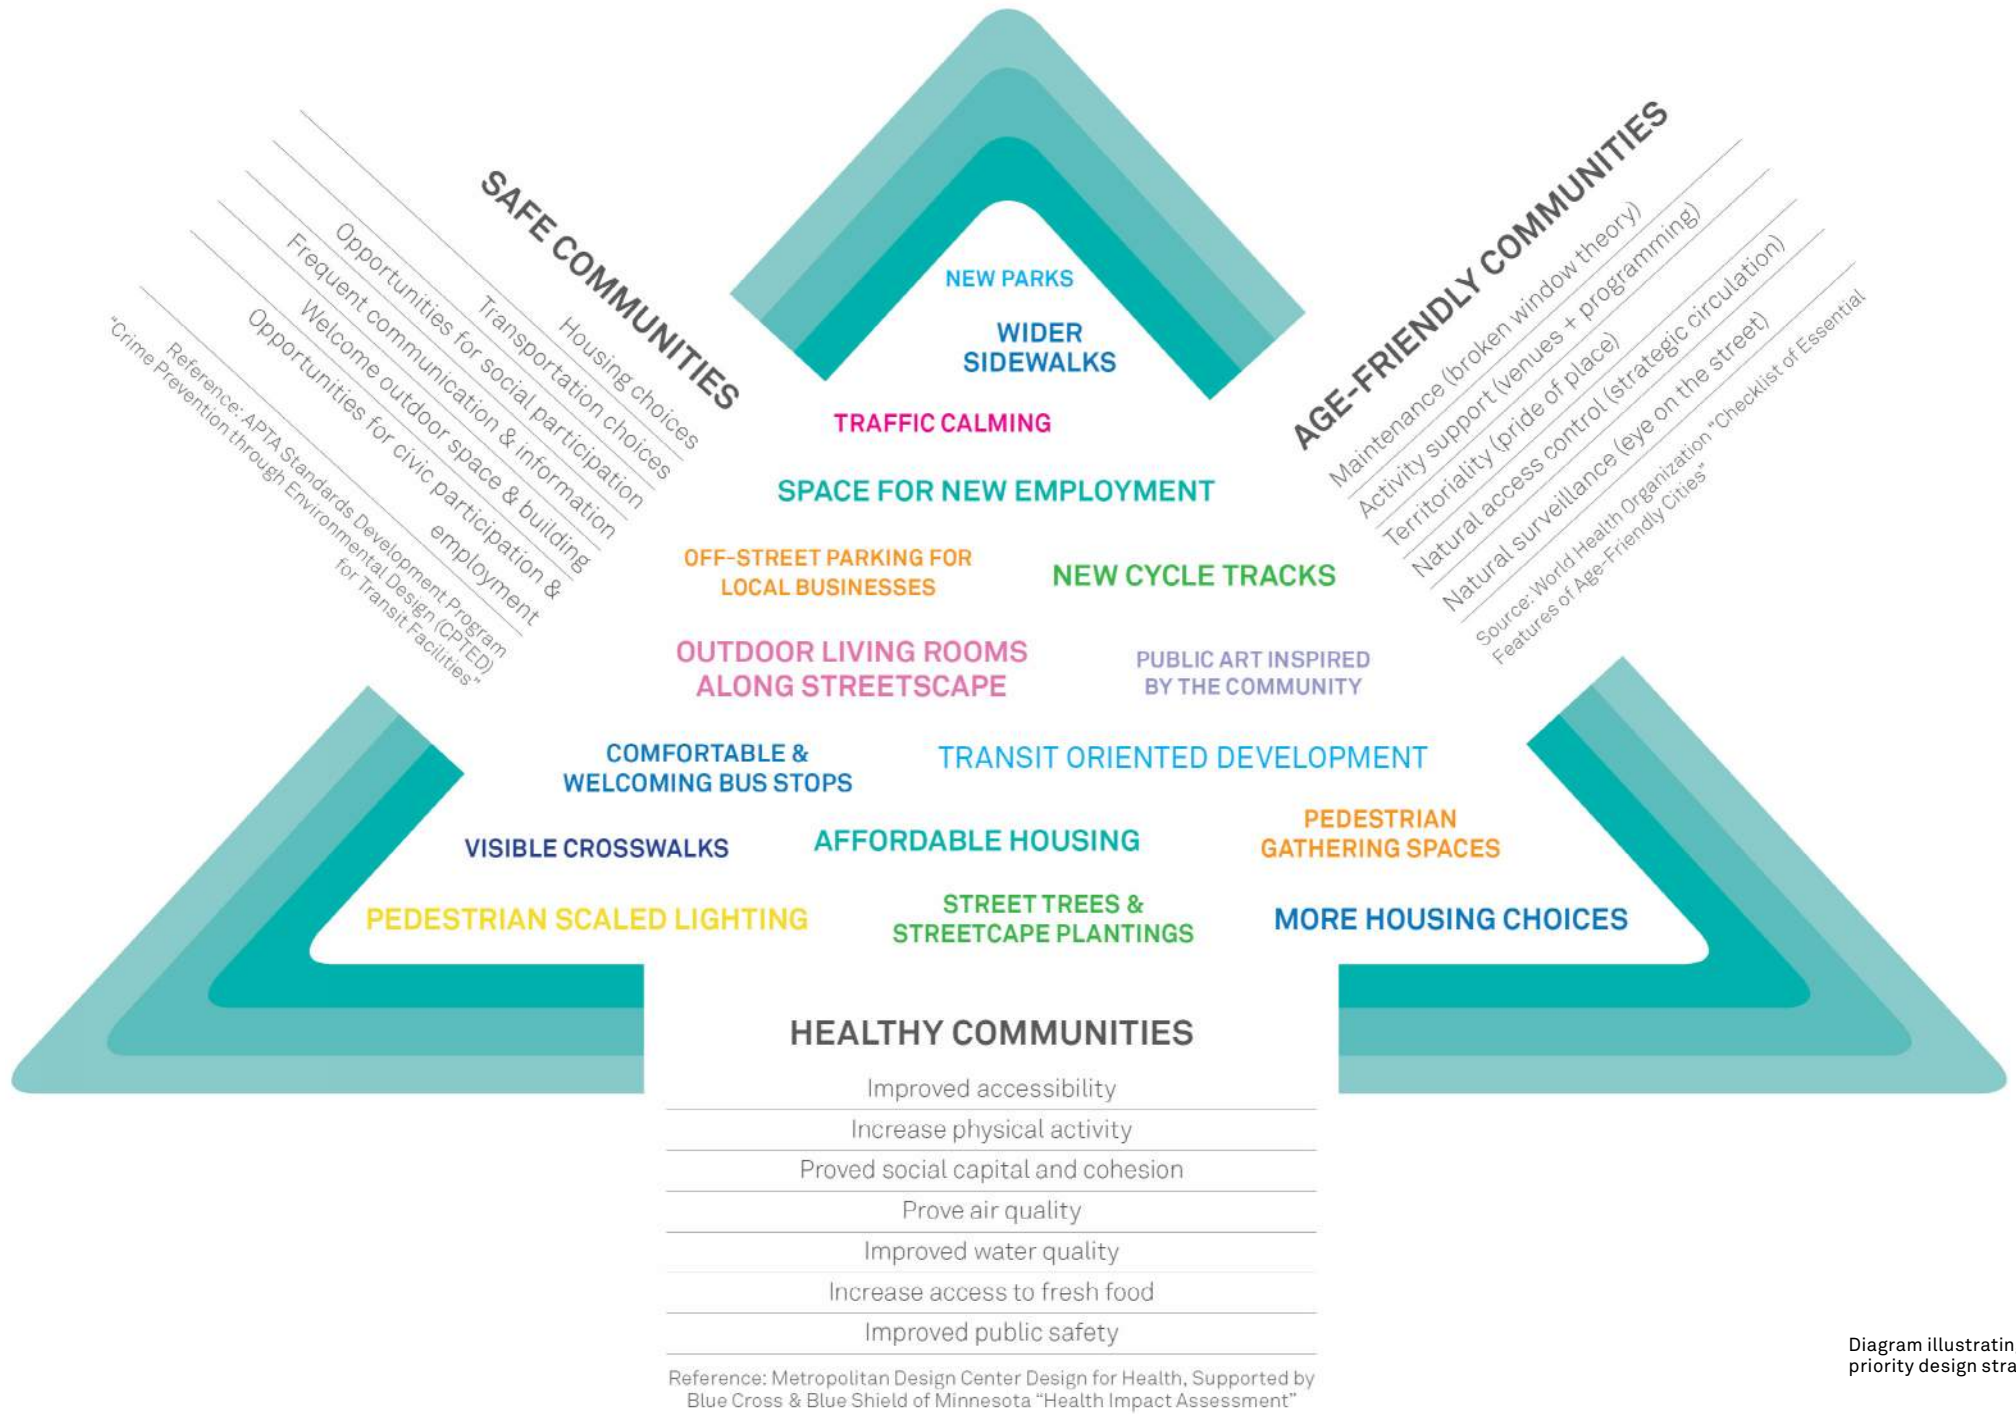 SAFE COMMUNITIES
Housing choices
Transportation choices
Opportunities for social participation
Frequent communication & information
Welcome outdoor space & building
Opportunities for civic participation &
employment
Reference: APTA Standards Development Program
"Crime Prevention through Environmental Design (CPTED)
for Transit Facilities"
AGE-FRIENDLY COMMUNITIES
Maintenance (broken window theory)
Activity support (venues + programming)
Territoriality (pride of place)
Natural access control (strategic circulation)
Natural surveillance (eye on the street)
Source: World Health Organization "Checklist of Essential
Features of Age-Friendly Cities"
NEW PARKS
WIDER
SIDEWALKS
TRAFFIC CALMING
SPACE FOR NEW EMPLOYMENT
OFF-STREET PARKING FOR
LOCAL BUSINESSES
NEW CYCLE TRACKS
OUTDOOR LIVING ROOMS
ALONG STREETSCAPE
PUBLIC ART INSPIRED
BY THE COMMUNITY
COMFORTABLE &
WELCOMING BUS STOPS
TRANSIT ORIENTED DEVELOPMENT
VISIBLE CROSSWALKS
AFFORDABLE HOUSING
PEDESTRIAN
GATHERING SPACES
PEDESTRIAN SCALED LIGHTING
STREET TREES &
STREETCAPE PLANTINGS
MORE HOUSING CHOICES
HEALTHY COMMUNITIES
Improved accessibility
Increase physical activity
Proved social capital and cohesion
Prove air quality
Improved water quality
Increase access to fresh food
Improved public safety
Reference: Metropolitan Design Center Design for Health, Supported by
Blue Cross & Blue Shield of Minnesota "Health Impact Assessment"
Diagram illustratin
priority design stra